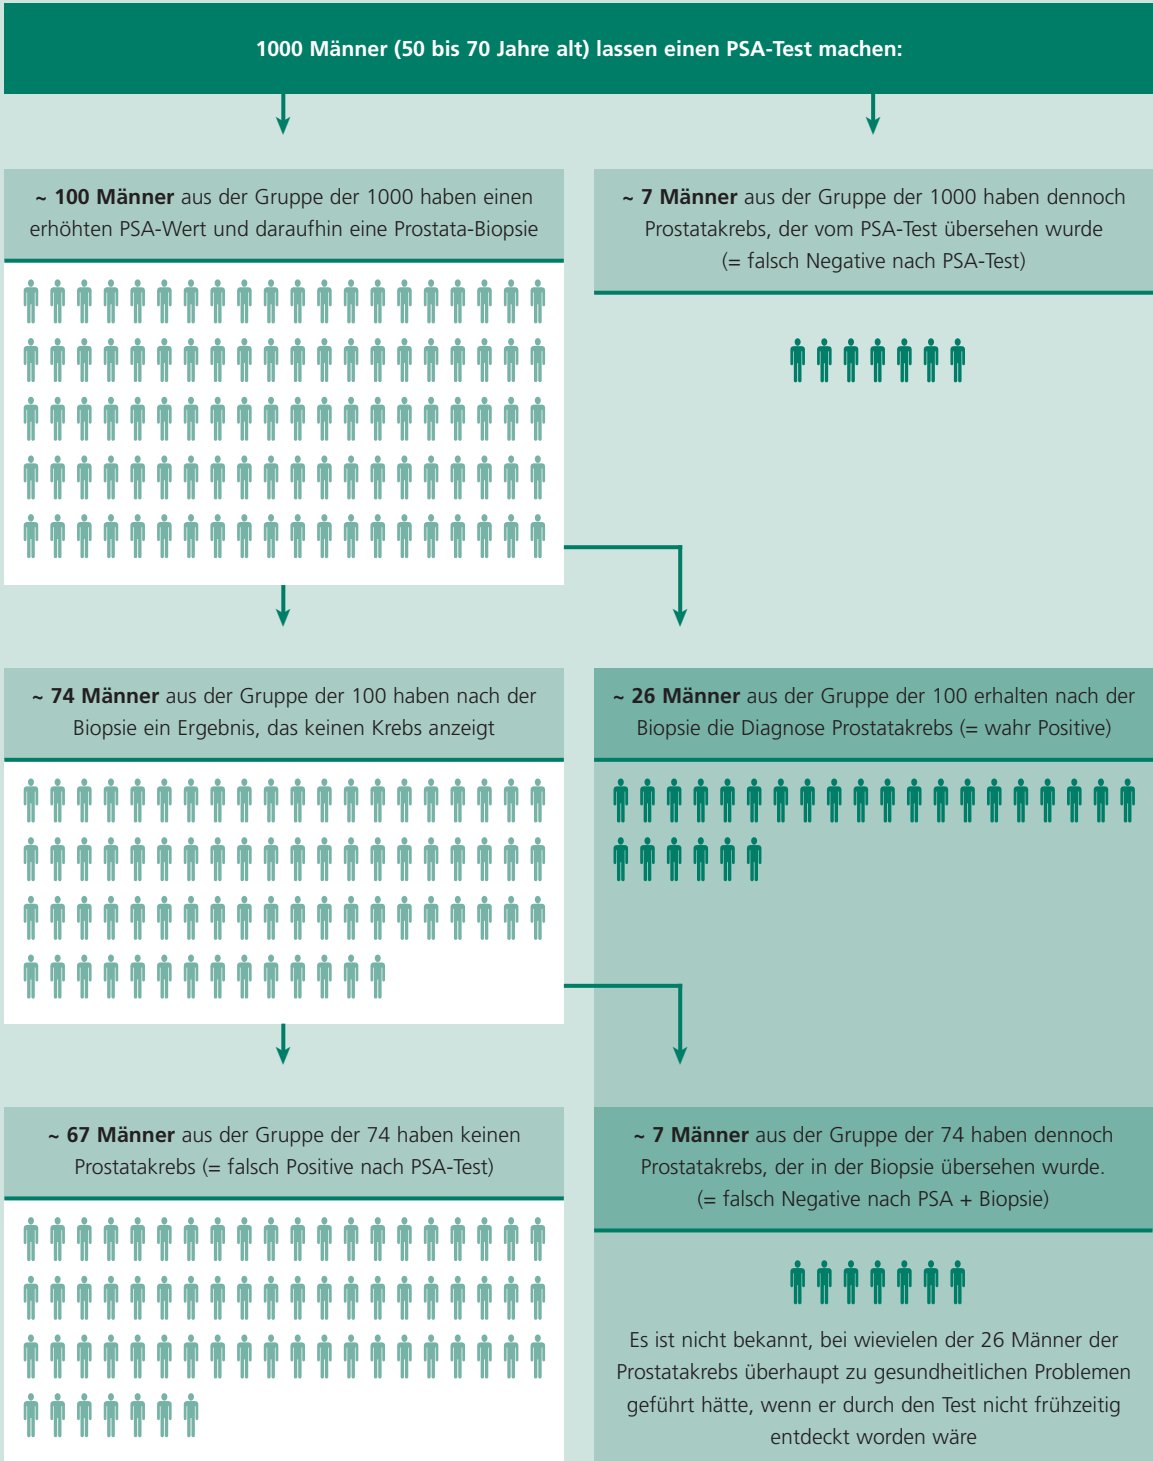 1000 Männer (50 bis 70 Jahre alt) lassen einen PSA-Test machen:
~ 100 Männer aus der Gruppe der 1000 haben einen
erhöhten PSA-Wert und daraufhin eine Prostata-Biopsie
~ 7 Männer aus der Gruppe der 1000 haben dennoch
Prostatakrebs, der vom PSA-Test übersehen wurde
(= falsch Negative nach PSA-Test)
~ 74 Männer aus der Gruppe der 100 haben nach der
Biopsie ein Ergebnis, das keinen Krebs anzeigt
~ 26 Männer aus der Gruppe der 100 erhalten nach der
Biopsie die Diagnose Prostatakrebs (= wahr Positive)
~ 67 Männer aus der Gruppe der 74 haben keinen
Prostatakrebs (= falsch Positive nach PSA-Test)
~ 7 Männer aus der Gruppe der 74 haben dennoch
Prostatakrebs, der in der Biopsie übersehen wurde.
(= falsch Negative nach PSA + Biopsie)
Es ist nicht bekannt, bei wievielen der 26 Männer der
Prostatakrebs überhaupt zu gesundheitlichen Problemen
geführt hätte, wenn er durch den Test nicht frühzeitig
entdeckt worden wäre